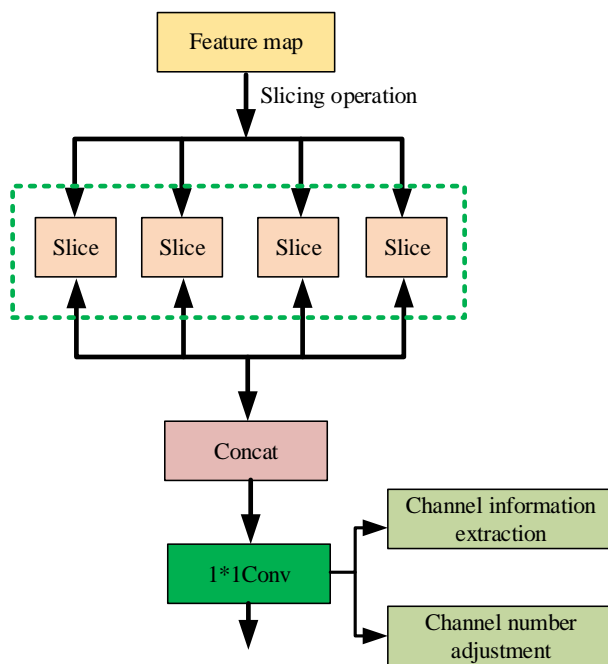 Feature map
Slicing operation
Slice
Slice
Slice
Slice
Concat
Channel information
extraction
1*1Conv
Channel number
adjustment